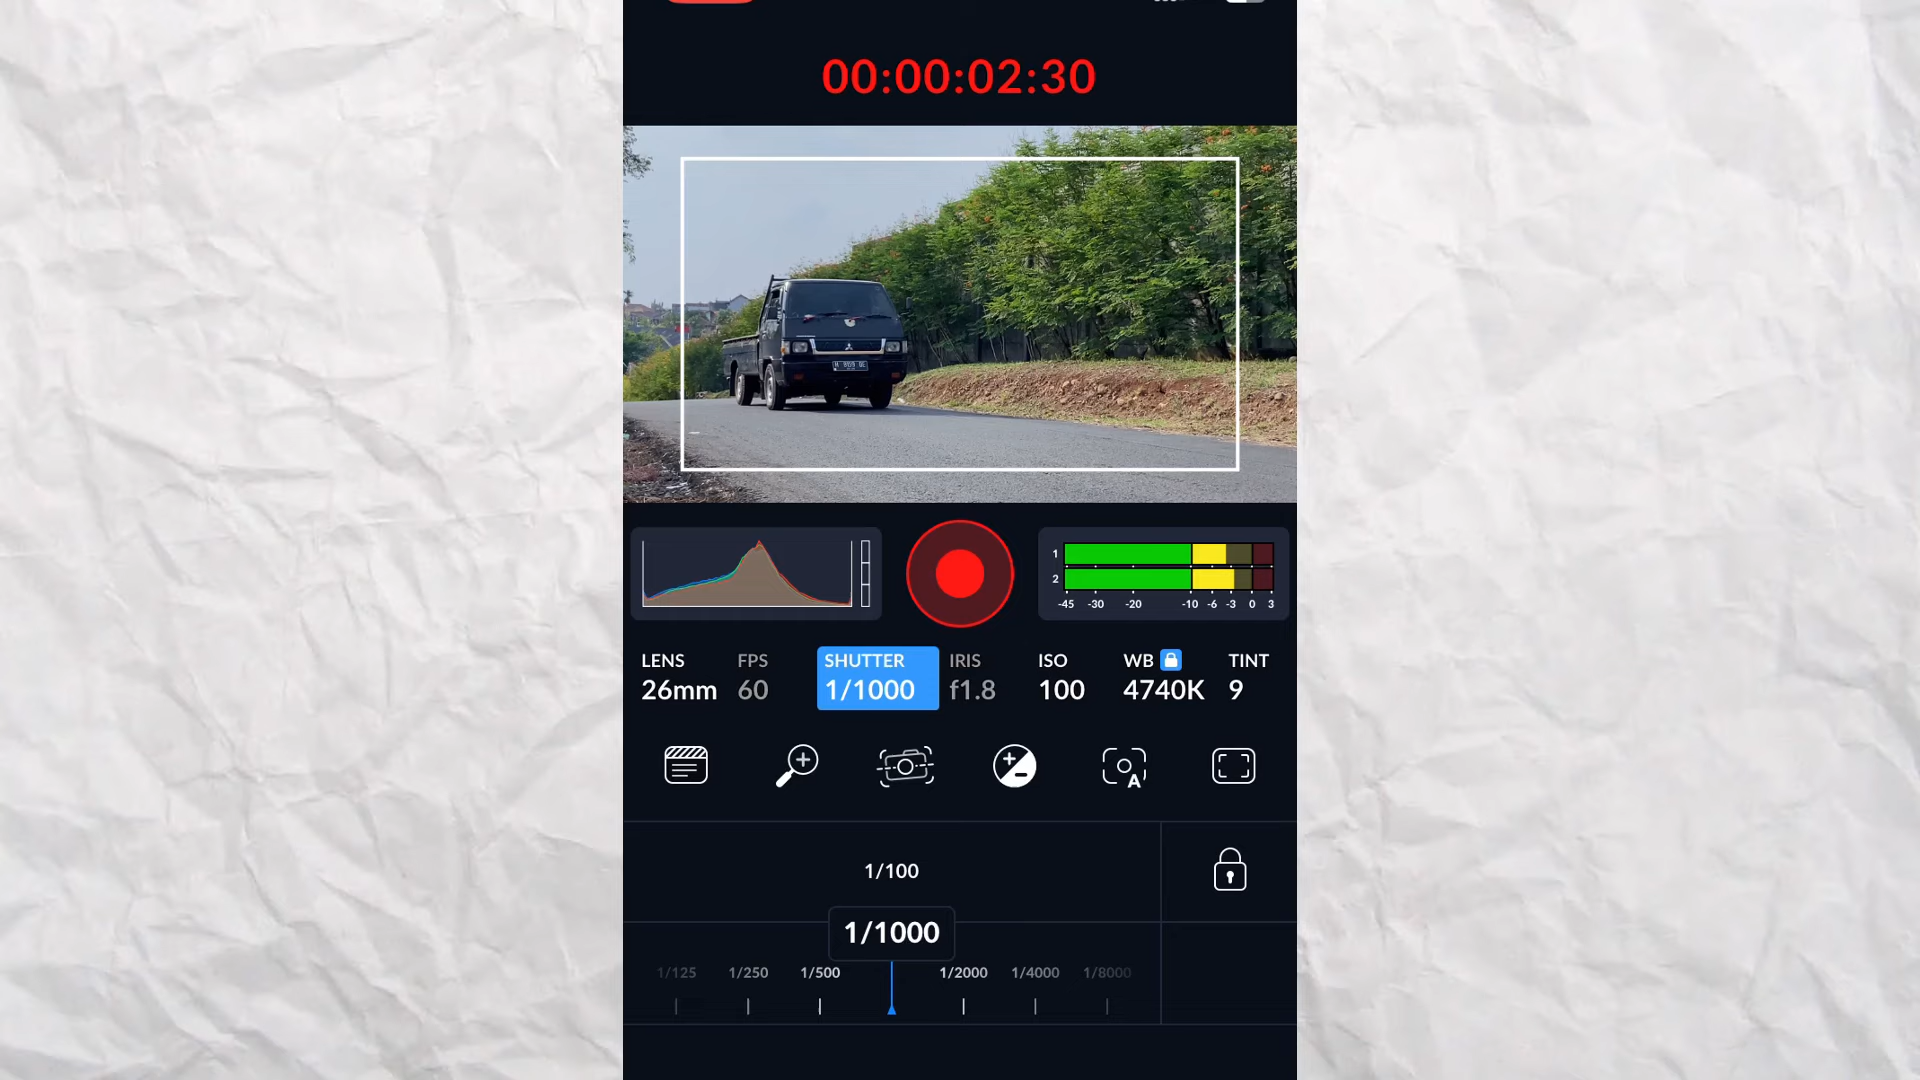 00:00:02:30
1
2
-45 -30 -20 -10 -6 -3 0 3
LENS FPS SHUTTER IRIS ISO WB TINT
26mm 60 1/1000 f1.8 100 4740K 9
A
1/100
1/1000
1/125 1/250 1/500 1/2000 1/4000 1/8000